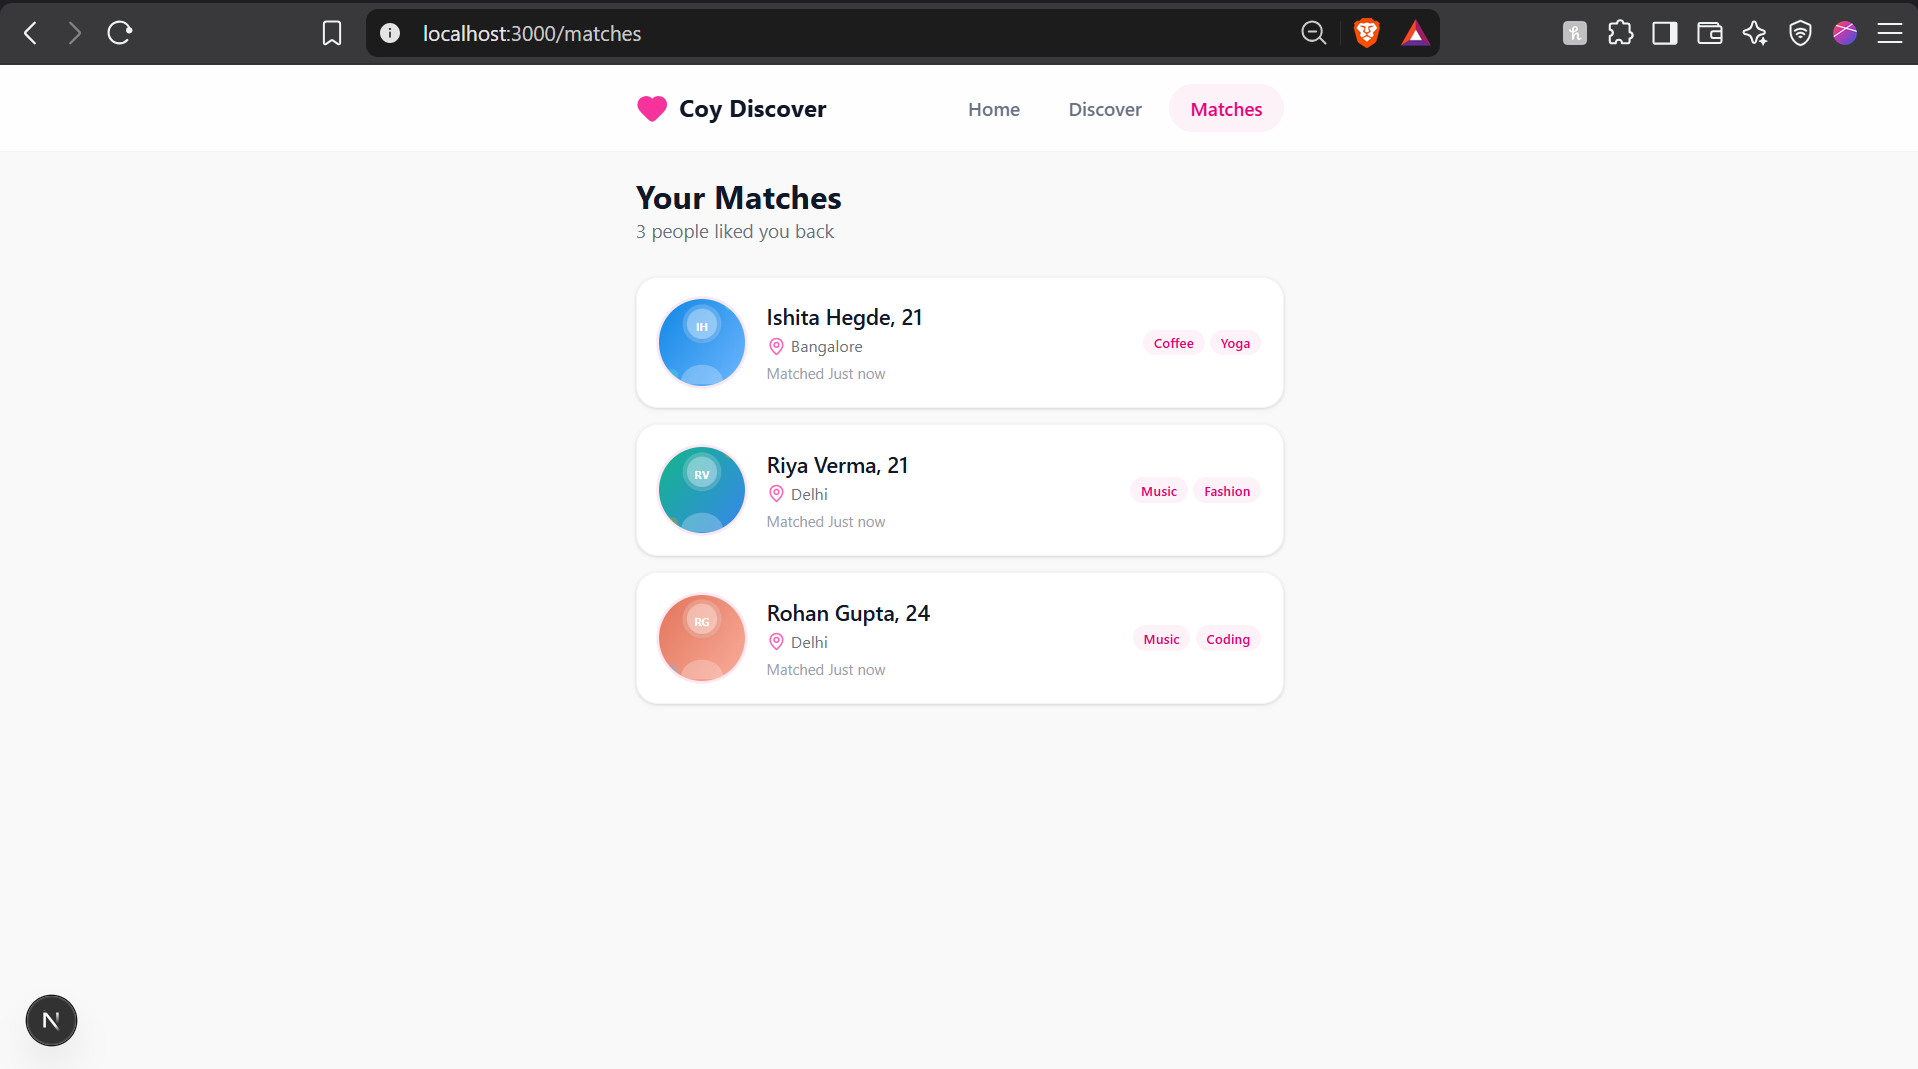 localhost:3000/matches
Coy Discover
Home
Discover
Matches
Your Matches
3 people liked you back
IH
Ishita Hegde, 21
Bangalore
Matched Just now
Coffee
Yoga
RV
Riya Verma, 21
Delhi
Matched Just now
Music
Fashion
RG
Rohan Gupta, 24
Delhi
Matched Just now
Music
Coding
N